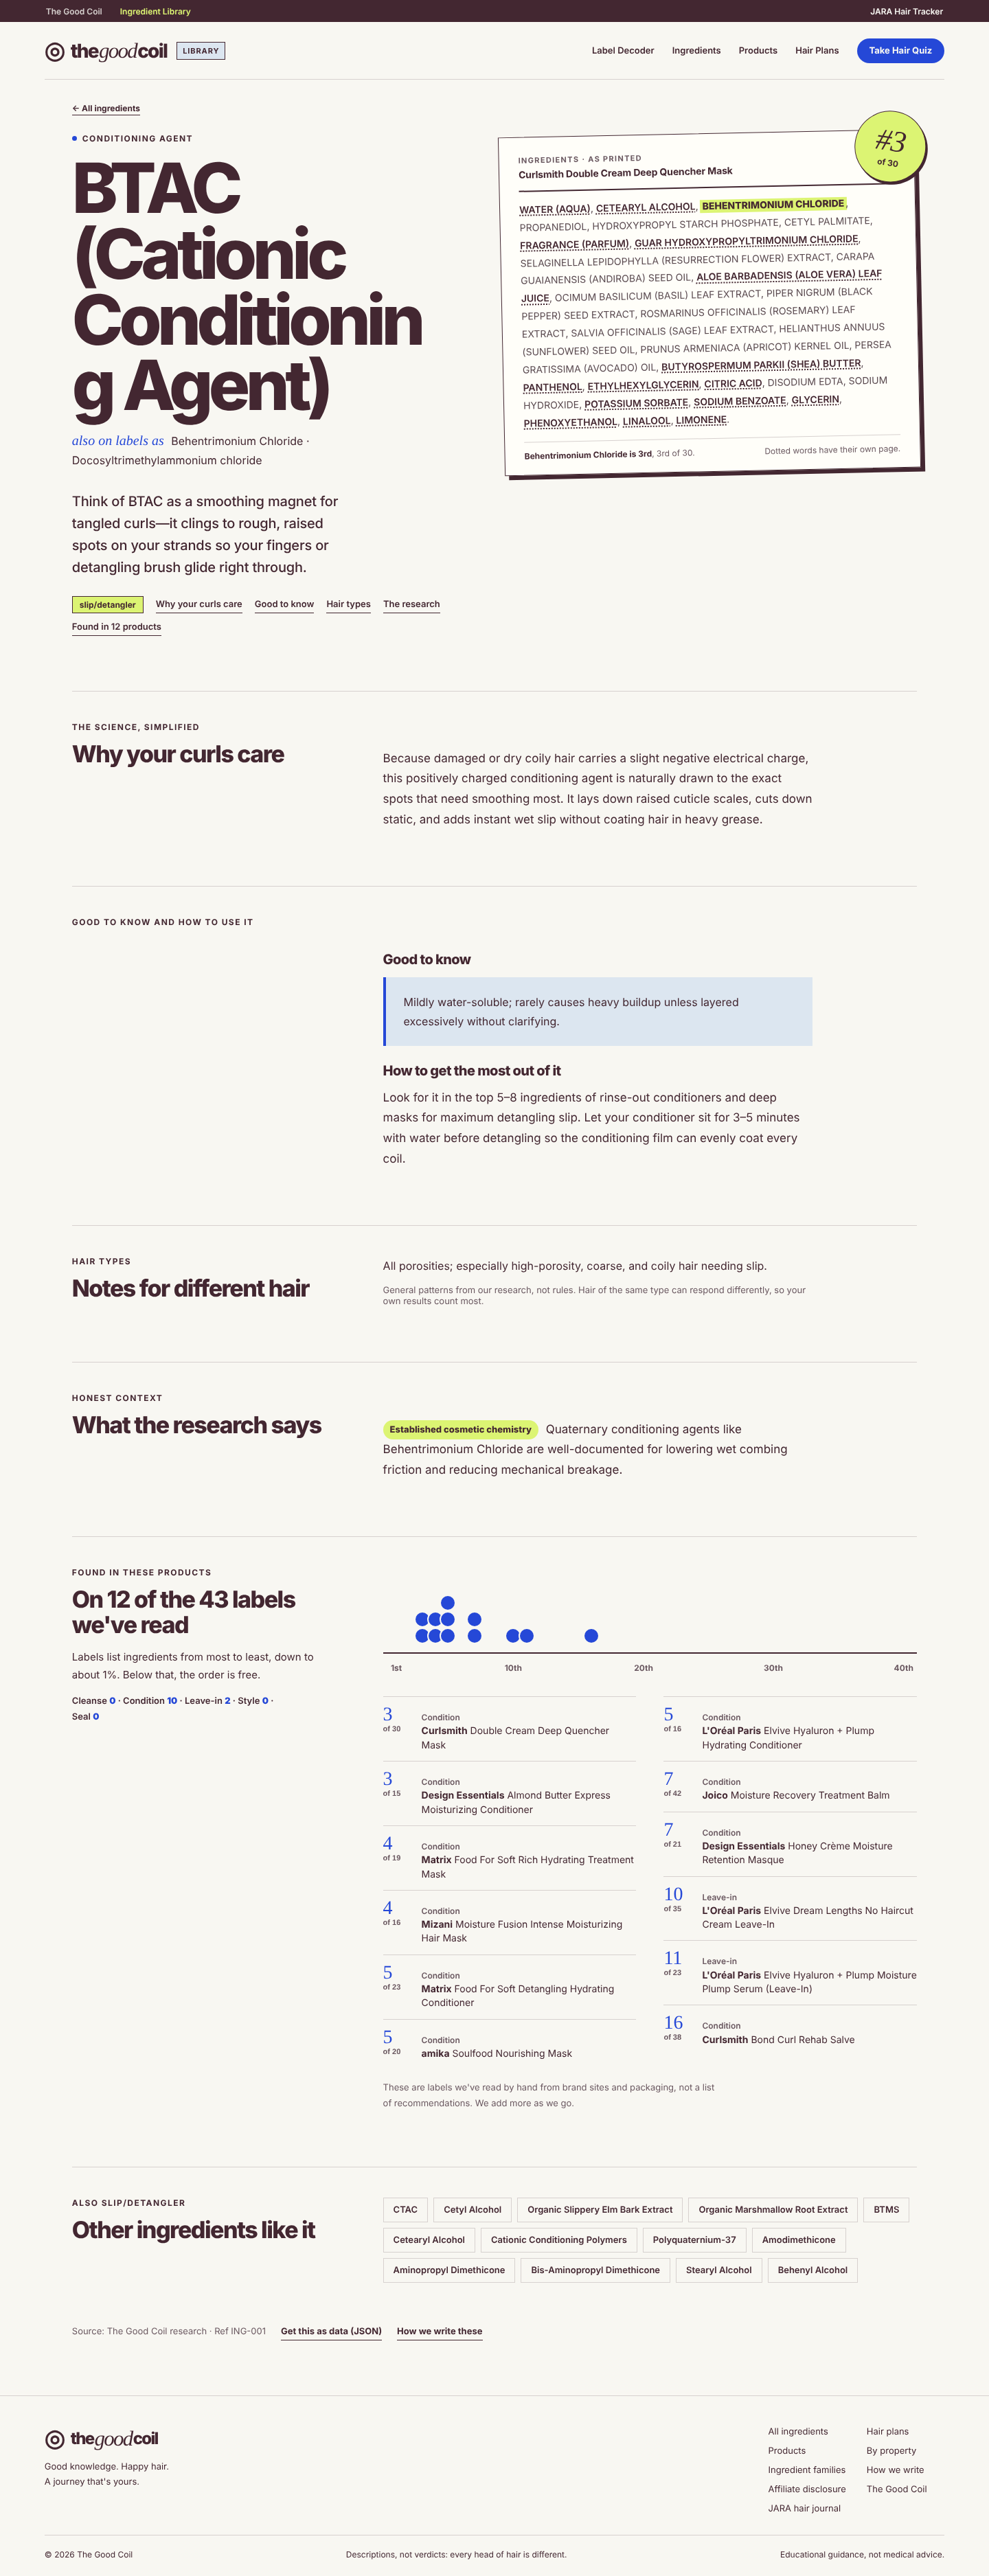 The Good Coil
Ingredient Library
JARA Hair Tracker
thegoodcoil
LIBRARY
Label Decoder
Ingredients
Products
Hair Plans
Take Hair Quiz
← All ingredients
CONDITIONING AGENT
BTAC
(Cationic
Conditionin
g Agent)
also on labels as Behentrimonium Chloride ·
Docosyltrimethylammonium chloride
Think of BTAC as a smoothing magnet for
tangled curls—it clings to rough, raised
spots on your strands so your fingers or
detangling brush glide right through.
slip/detangler
Why your curls care
Good to know
Hair types
The research
Found in 12 products
#3
of 30
INGREDIENTS · AS PRINTED
Curlsmith Double Cream Deep Quencher Mask
WATER (AQUA), CETEARYL ALCOHOL, BEHENTRIMONIUM CHLORIDE,
PROPANEDIOL, HYDROXYPROPYL STARCH PHOSPHATE, CETYL PALMITATE,
FRAGRANCE (PARFUM), GUAR HYDROXYPROPYLTRIMONIUM CHLORIDE,
SELAGINELLA LEPIDOPHYLLA (RESURRECTION FLOWER) EXTRACT, CARAPA
GUAIANENSIS (ANDIROBA) SEED OIL, ALOE BARBADENSIS (ALOE VERA) LEAF
JUICE, OCIMUM BASILICUM (BASIL) LEAF EXTRACT, PIPER NIGRUM (BLACK
PEPPER) SEED EXTRACT, ROSMARINUS OFFICINALIS (ROSEMARY) LEAF
EXTRACT, SALVIA OFFICINALIS (SAGE) LEAF EXTRACT, HELIANTHUS ANNUUS
(SUNFLOWER) SEED OIL, PRUNUS ARMENIACA (APRICOT) KERNEL OIL, PERSEA
GRATISSIMA (AVOCADO) OIL, BUTYROSPERMUM PARKII (SHEA) BUTTER,
PANTHENOL, ETHYLHEXYLGLYCERIN, CITRIC ACID, DISODIUM EDTA, SODIUM
HYDROXIDE, POTASSIUM SORBATE, SODIUM BENZOATE, GLYCERIN,
PHENOXYETHANOL, LINALOOL, LIMONENE.
Behentrimonium Chloride is 3rd, 3rd of 30.
Dotted words have their own page.
THE SCIENCE, SIMPLIFIED
Why your curls care
Because damaged or dry coily hair carries a slight negative electrical charge,
this positively charged conditioning agent is naturally drawn to the exact
spots that need smoothing most. It lays down raised cuticle scales, cuts down
static, and adds instant wet slip without coating hair in heavy grease.
GOOD TO KNOW AND HOW TO USE IT
Good to know
Mildly water-soluble; rarely causes heavy buildup unless layered
excessively without clarifying.
How to get the most out of it
Look for it in the top 5–8 ingredients of rinse-out conditioners and deep
masks for maximum detangling slip. Let your conditioner sit for 3–5 minutes
with water before detangling so the conditioning film can evenly coat every
coil.
HAIR TYPES
Notes for different hair
All porosities; especially high-porosity, coarse, and coily hair needing slip.
General patterns from our research, not rules. Hair of the same type can respond differently, so your
own results count most.
HONEST CONTEXT
What the research says
Established cosmetic chemistry Quaternary conditioning agents like
Behentrimonium Chloride are well-documented for lowering wet combing
friction and reducing mechanical breakage.
FOUND IN THESE PRODUCTS
On 12 of the 43 labels
we've read
Labels list ingredients from most to least, down to
about 1%. Below that, the order is free.
Cleanse 0 · Condition 10 · Leave-in 2 · Style 0 ·
Seal 0
1st
10th
20th
30th
40th
3
of 30
Condition
Curlsmith Double Cream Deep Quencher
Mask
3
of 15
Condition
Design Essentials Almond Butter Express
Moisturizing Conditioner
4
of 19
Condition
Matrix Food For Soft Rich Hydrating Treatment
Mask
4
of 16
Condition
Mizani Moisture Fusion Intense Moisturizing
Hair Mask
5
of 23
Condition
Matrix Food For Soft Detangling Hydrating
Conditioner
5
of 20
Condition
amika Soulfood Nourishing Mask
5
of 16
Condition
L'Oréal Paris Elvive Hyaluron + Plump
Hydrating Conditioner
7
of 42
Condition
Joico Moisture Recovery Treatment Balm
7
of 21
Condition
Design Essentials Honey Crème Moisture
Retention Masque
10
of 35
Leave-in
L'Oréal Paris Elvive Dream Lengths No Haircut
Cream Leave-In
11
of 23
Leave-in
L'Oréal Paris Elvive Hyaluron + Plump Moisture
Plump Serum (Leave-In)
16
of 38
Condition
Curlsmith Bond Curl Rehab Salve
These are labels we've read by hand from brand sites and packaging, not a list
of recommendations. We add more as we go.
ALSO SLIP/DETANGLER
Other ingredients like it
CTAC
Cetyl Alcohol
Organic Slippery Elm Bark Extract
Organic Marshmallow Root Extract
BTMS
Cetearyl Alcohol
Cationic Conditioning Polymers
Polyquaternium-37
Amodimethicone
Aminopropyl Dimethicone
Bis-Aminopropyl Dimethicone
Stearyl Alcohol
Behenyl Alcohol
Source: The Good Coil research · Ref ING-001
Get this as data (JSON)
How we write these
thegoodcoil
Good knowledge. Happy hair.
A journey that's yours.
All ingredients
Products
Ingredient families
Affiliate disclosure
JARA hair journal
Hair plans
By property
How we write
The Good Coil
© 2026 The Good Coil
Descriptions, not verdicts: every head of hair is different.
Educational guidance, not medical advice.